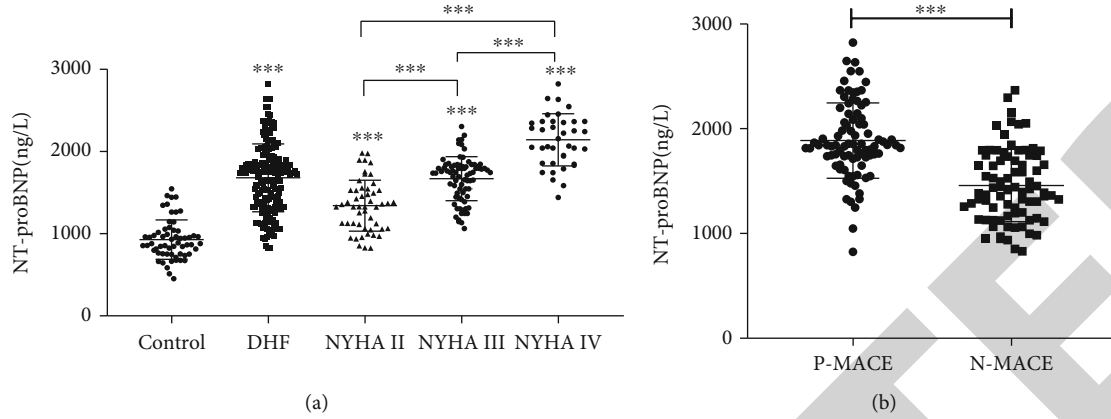 ***
***
3000
***
***
***
***
***
2000
1000
0
NT-proBNP(ng/L)
Control DHF NYHA II NYHA III NYHA IV
(a)
***
3000
2000
1000
0
NT-proBNP(ng/L)
P-MACE N-MACE
(b)